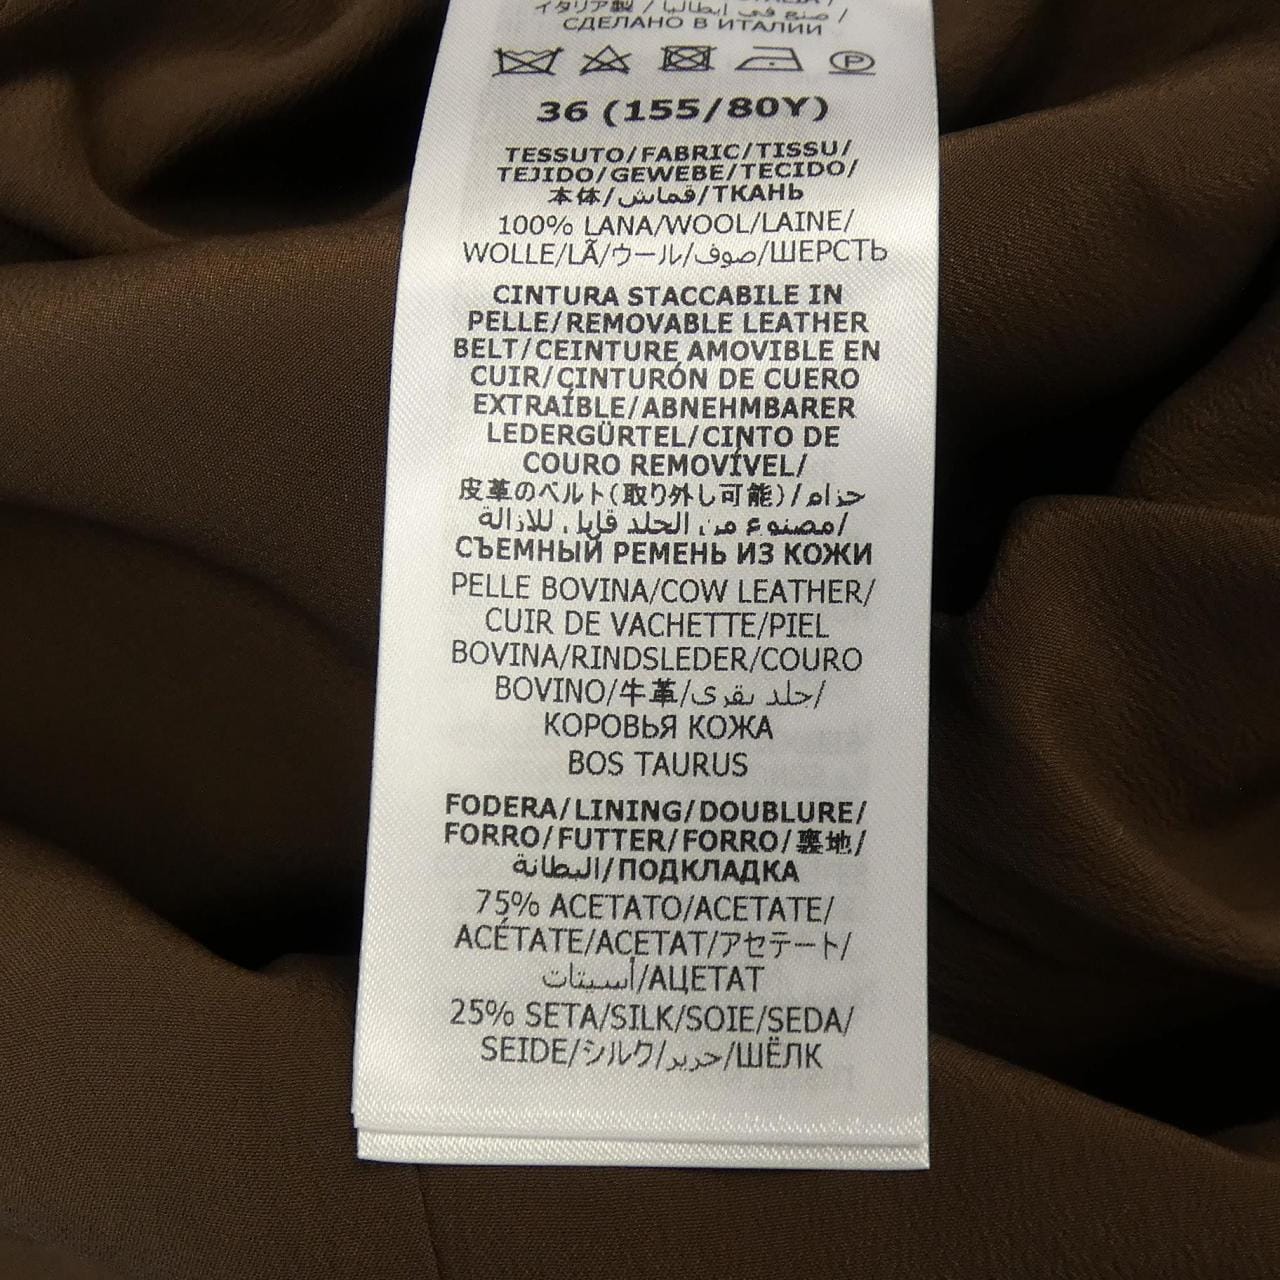 イタリア製 / صنع في إيطاليا /
СДЕЛАНО В ИТАЛИИ
P
36 (155/80Y)
TESSUTO/FABRIC/TISSU/
TEJIDO/GEWEBE/TECIDO/
本体/قماش/ТКАНЬ
100% LANA/WOOL/LAINE/
WOLLE/LÃ/ウール/صوف/ШЕРСТЬ
CINTURA STACCABILE IN
PELLE/REMOVABLE LEATHER
BELT/CEINTURE AMOVIBLE EN
CUIR/CINTURÓN DE CUERO
EXTRAÍBLE/ABNEHMBARER
LEDERGÜRTEL/CINTO DE
COURO REMOVÍVEL/
皮革のベルト(取り外し可能)/حزام
مصنوع من الجلد قابل للازالة/
СЪЕМНЫЙ РЕМЕНЬ ИЗ КОЖИ
PELLE BOVINA/COW LEATHER/
CUIR DE VACHETTE/PIEL
BOVINA/RINDSLEDER/COURO
BOVINO/牛革/جلد بقري/
КОРОВЬЯ КОЖА
BOS TAURUS
FODERA/LINING/DOUBLURE/
FORRO/FUTTER/FORRO/裏地/
البطانة/ПОДКЛАДКА
75% ACETATO/ACETATE/
ACÉTATE/ACETAT/アセテート/
أسيتات/АЦЕТАТ
25% SETA/SILK/SOIE/SEDA/
SEIDE/シルク/حرير/ШЁЛК